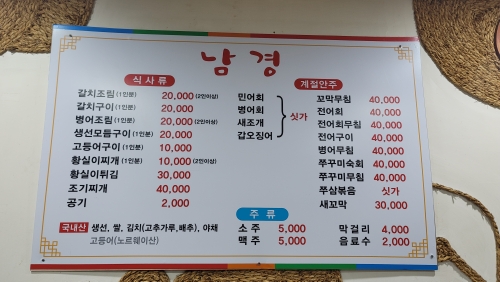 남경
식사류
갈치조림(1인분) 20,000(2인이상)
갈치구이(1인분) 20,000
병어조림(1인분) 20,000(2인이상)
생선모듬구이(1인분) 20,000
고등어구이(1인분) 10,000
황실이찌개(1인분) 10,000(2인이상)
황실이튀김 30,000
조기찌개 40,000
공기 2,000
민어회
병어회
새조개
갑오징어
싯가
계절안주
꼬막무침 40,000
전어회 40,000
전어회무침 40,000
전어구이 40,000
병어무침 40,000
쭈꾸미숙회 40,000
쭈꾸미무침 40,000
쭈삼볶음 싯가
새꼬막 30,000
국내산 생선, 쌀, 김치(고추가루,배추), 야채
고등어(노르웨이산)
주류
소주 5,000
맥주 5,000
막걸리 4,000
음료수 2,000